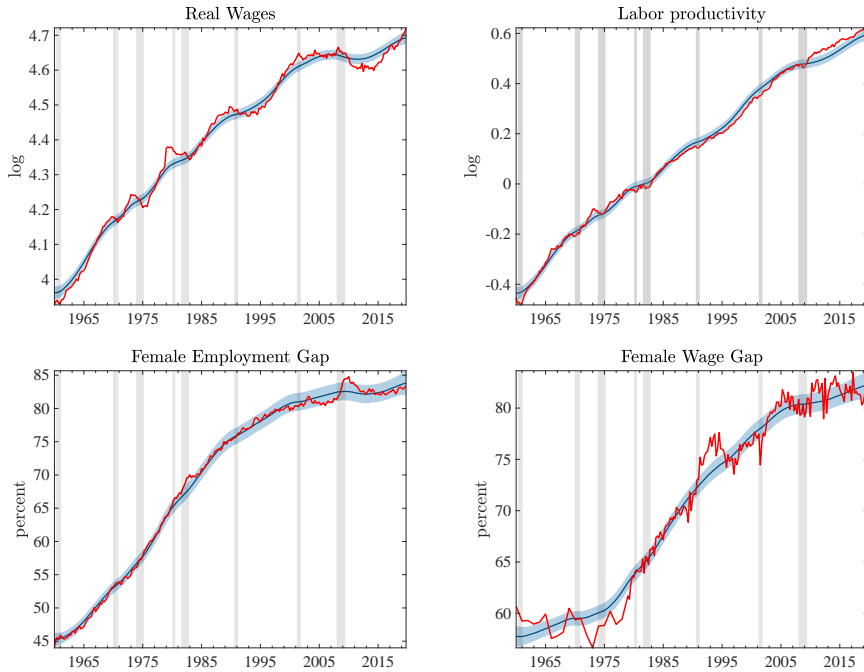 Real Wages
4.7
4.6
4.5
4.4
4.3
4.2
4.1
4
log
1965 1975 1985 1995 2005 2015
Labor productivity
0.6
0.4
0.2
0
-0.2
-0.4
log
1965 1975 1985 1995 2005 2015
Female Employment Gap
85
80
75
70
65
60
55
50
45
percent
1965 1975 1985 1995 2005 2015
Female Wage Gap
80
75
70
65
60
percent
1965 1975 1985 1995 2005 2015